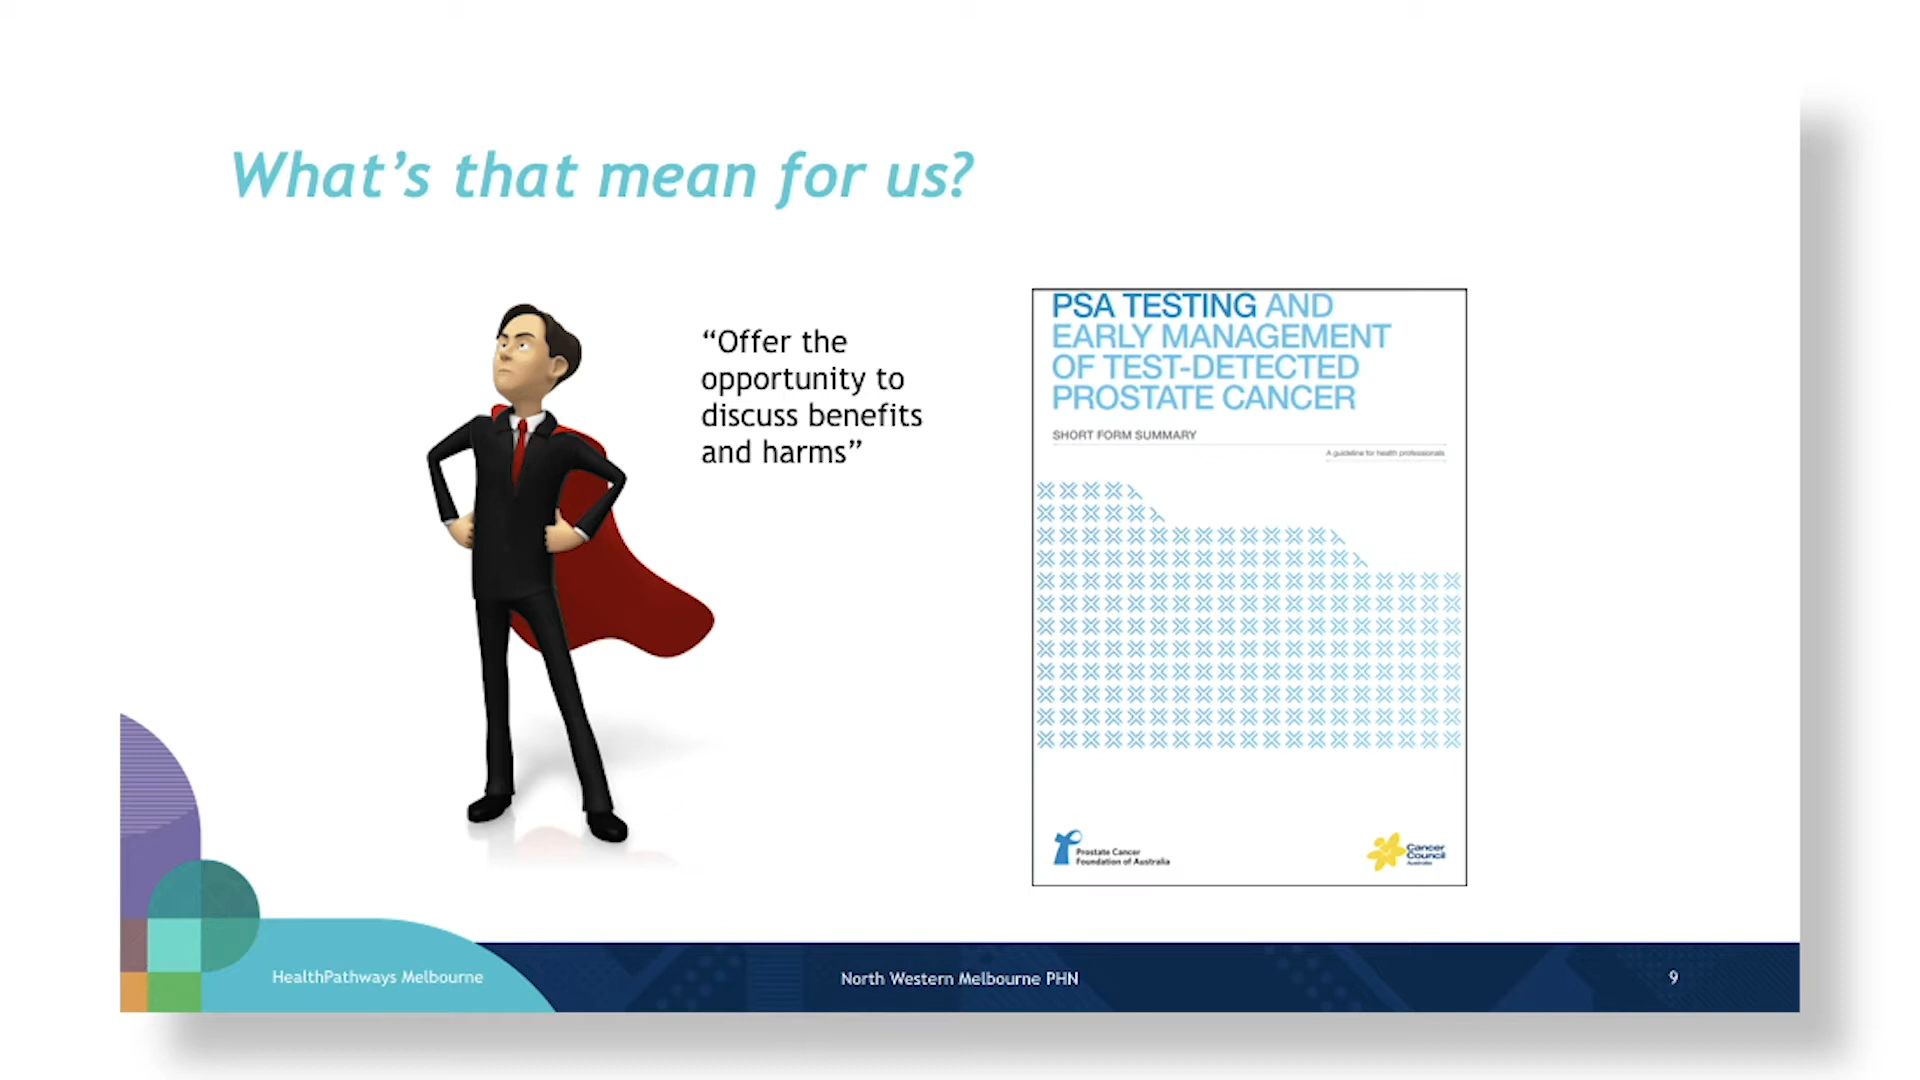 What’s that mean for us?
“Offer the
opportunity to
discuss benefits
and harms”
PSA TESTING AND
EARLY MANAGEMENT
OF TEST-DETECTED
PROSTATE CANCER
SHORT FORM SUMMARY
A guideline for health professionals
Prostate Cancer
Foundation of Australia
Cancer
Council
Australia
HealthPathways Melbourne
North Western Melbourne PHN
9